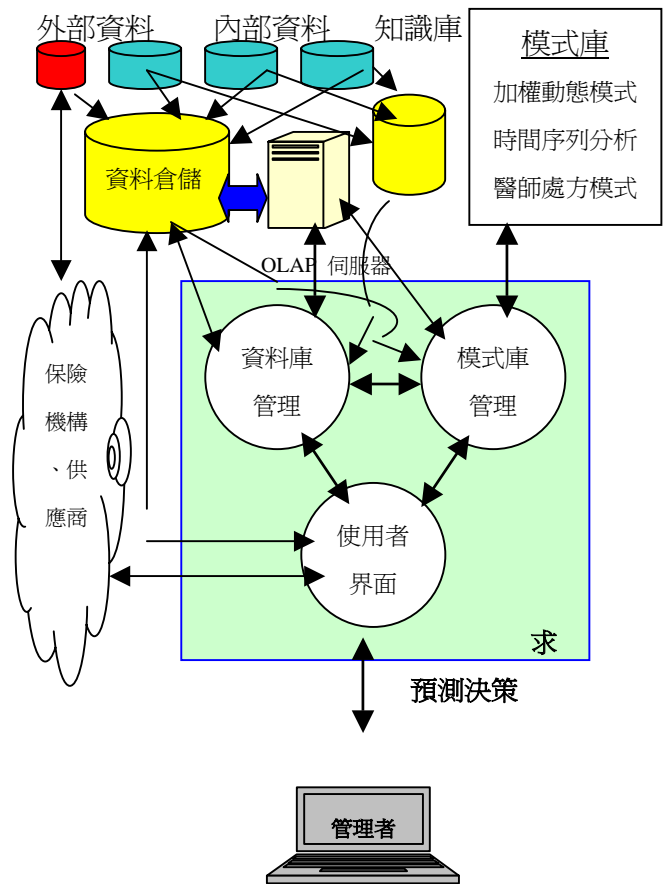 外部資料
內部資料
知識庫
模式庫
加權動態模式
時間序列分析
醫師處方模式
資料倉儲
OLAP 伺服器
資料庫
管理
模式庫
管理
保險
機構
、供
應商
使用者
界面
求
預測決策
管理者